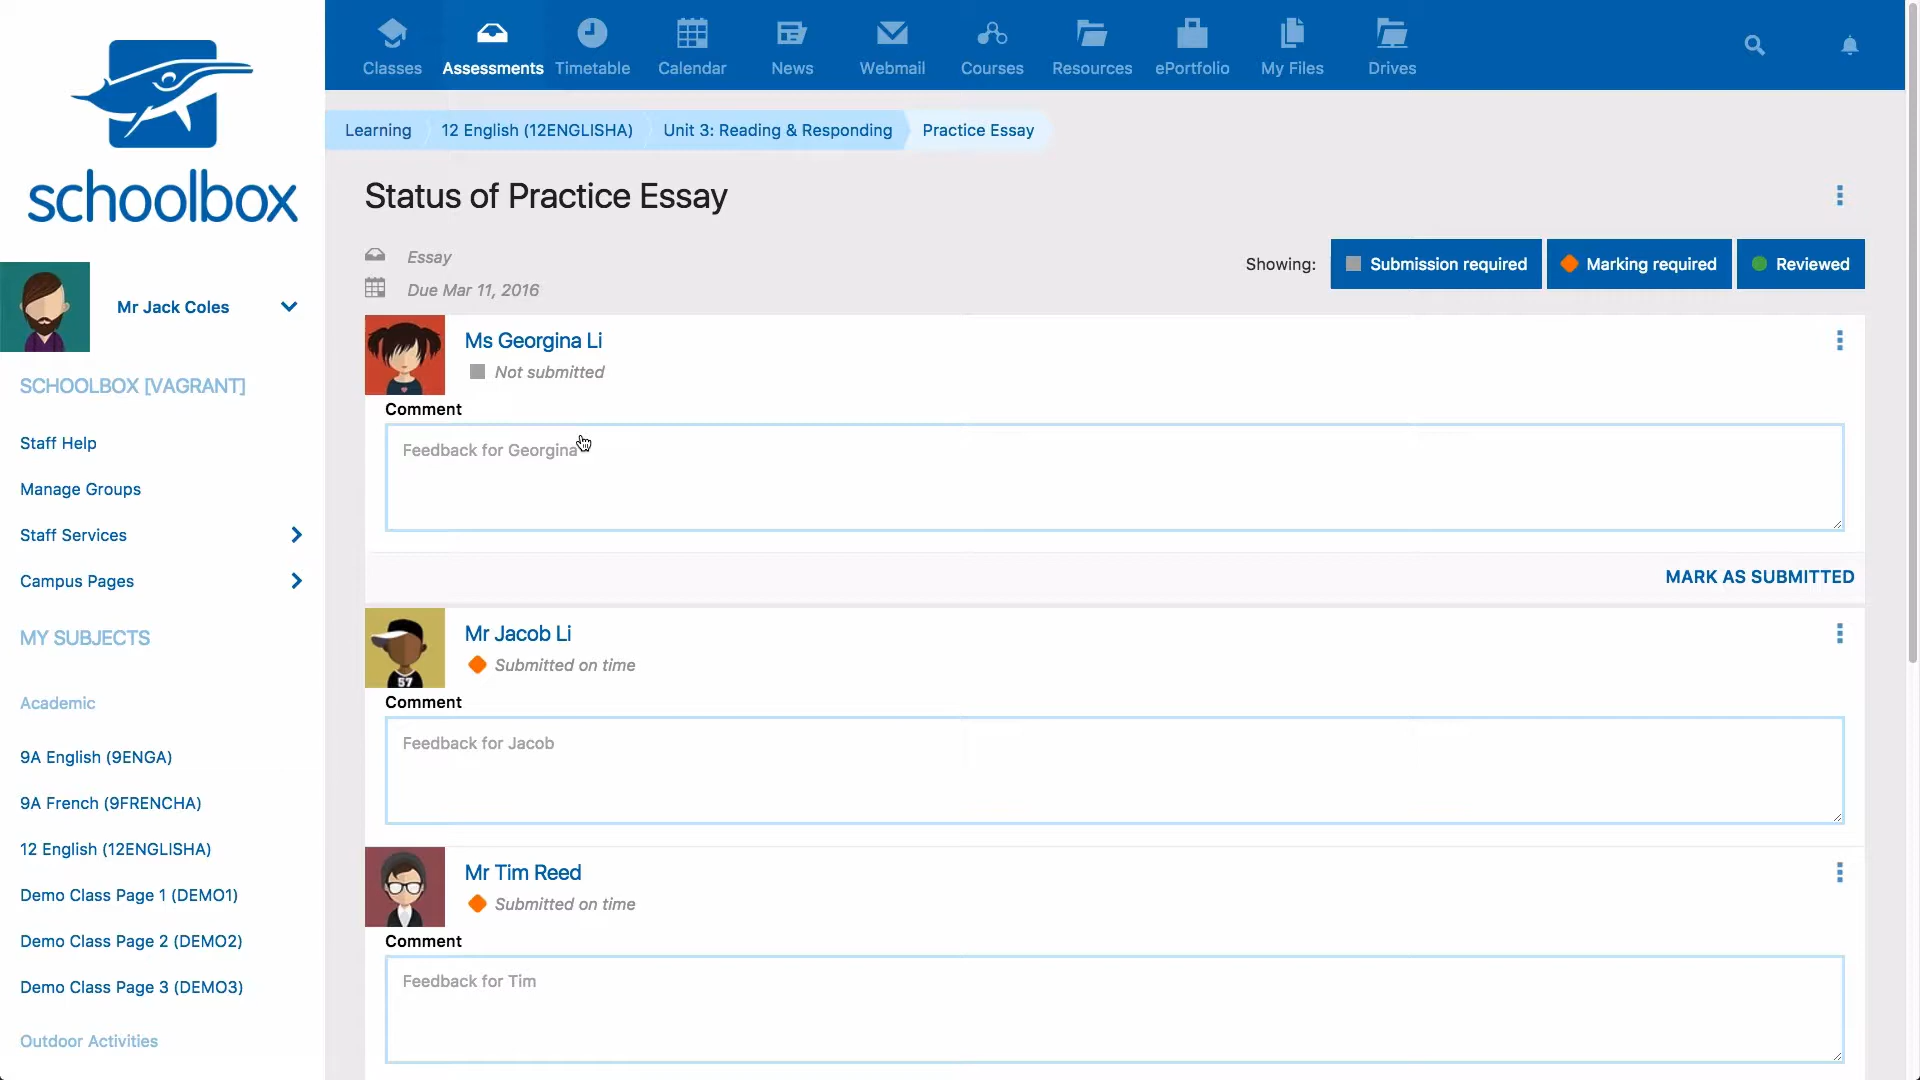 schoolbox
Mr Jack Coles
SCHOOLBOX [VAGRANT]
Staff Help
Manage Groups
Staff Services
Campus Pages
MY SUBJECTS
Academic
9A English (9ENGA)
9A French (9FRENCHA)
12 English (12ENGLISHA)
Demo Class Page 1 (DEMO1)
Demo Class Page 2 (DEMO2)
Demo Class Page 3 (DEMO3)
Outdoor Activities
Classes Assessments Timetable Calendar News Webmail Courses Resources ePortfolio My Files Drives
Learning 12 English (12ENGLISHA) Unit 3: Reading & Responding Practice Essay
Status of Practice Essay
Essay
Due Mar 11, 2016
Showing: Submission required Marking required Reviewed
Ms Georgina Li
Not submitted
Comment
Feedback for Georgina
MARK AS SUBMITTED
Mr Jacob Li
57
Submitted on time
Comment
Feedback for Jacob
Mr Tim Reed
Submitted on time
Comment
Feedback for Tim